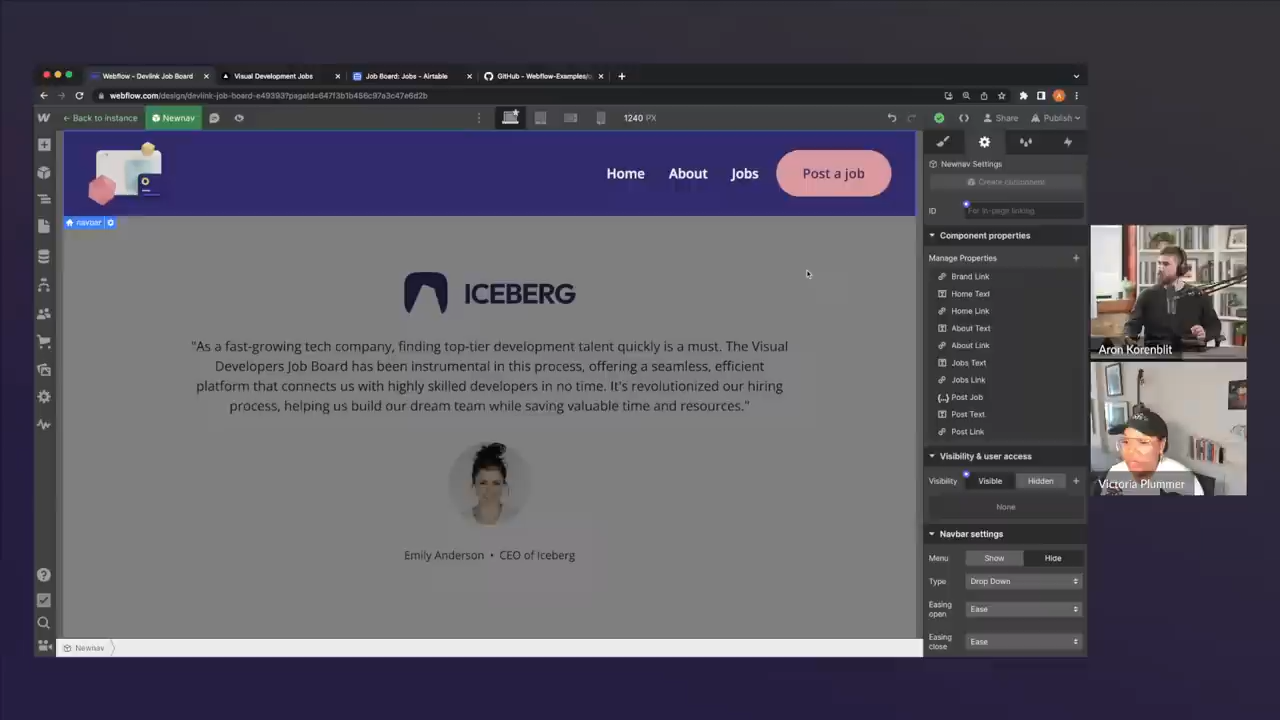 Webflow - Devlink Job Board
Visual Development Jobs
Job Board: Jobs - Airtable
GitHub - Webflow-Examples/
webflow.com/design/devlink-job-board-e49393?pageId=647f3b1b456c97a3c47e6d2b
Back to instance
Newnav
1240 PX
Share
Publish
Home
About
Jobs
Post a job
navbar
ICEBERG
"As a fast-growing tech company, finding top-tier development talent quickly is a must. The Visual
Developers Job Board has been instrumental in this process, offering a seamless, efficient
platform that connects us with highly skilled developers in no time. It's revolutionized our hiring
process, helping us build our dream team while saving valuable time and resources."
Emily Anderson • CEO of Iceberg
Newnav
Newnav Settings
Create component
ID
For in-page linking
Component properties
Manage Properties
Brand Link
Home Text
Home Link
About Text
About Link
Jobs Text
Jobs Link
Post Job
Post Text
Post Link
Visibility & user access
Visibility
Visible
Hidden
None
Navbar settings
Menu
Show
Hide
Type
Drop Down
Easing
open
Ease
Easing
close
Ease
Aron Korenblit
Victoria Plummer